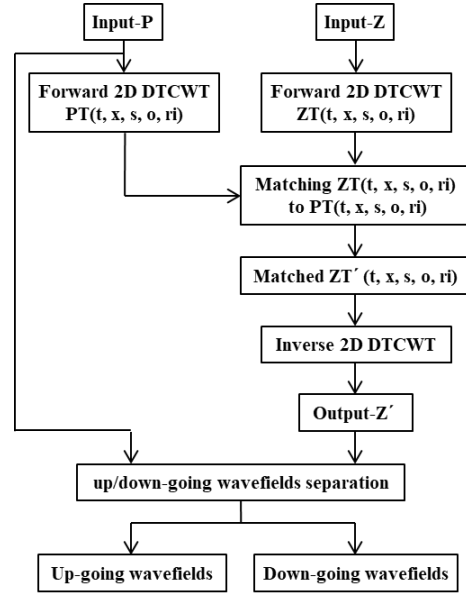 Input-P
Input-Z
Forward 2D DTCWT
PT(t, x, s, o, ri)
Forward 2D DTCWT
ZT(t, x, s, o, ri)
Matching ZT(t, x, s, o, ri)
to PT(t, x, s, o, ri)
Matched ZT´ (t, x, s, o, ri)
Inverse 2D DTCWT
Output-Z´
up/down-going wavefields separation
Up-going wavefields
Down-going wavefields